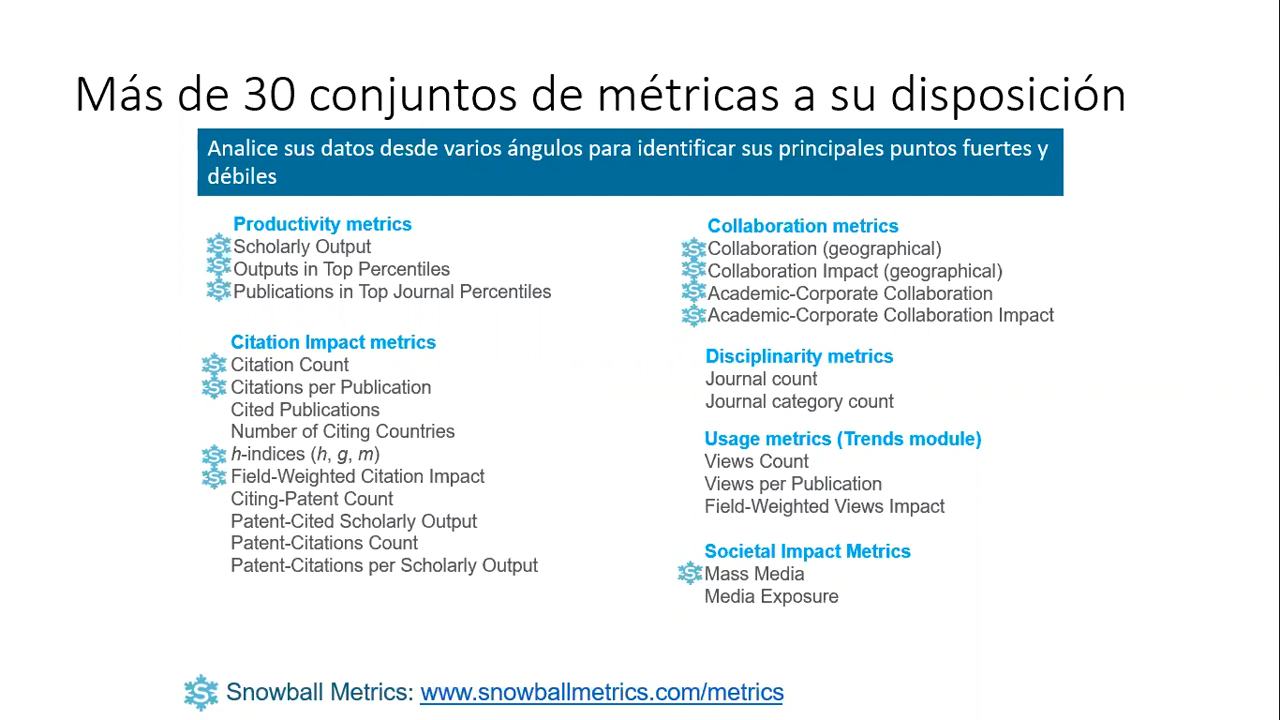 Más de 30 conjuntos de métricas a su disposición
Analice sus datos desde varios ángulos para identificar sus principales puntos fuertes y
débiles
Productivity metrics
Scholarly Output
Outputs in Top Percentiles
Publications in Top Journal Percentiles
Citation Impact metrics
Citation Count
Citations per Publication
Cited Publications
Number of Citing Countries
h-indices (h, g, m)
Field-Weighted Citation Impact
Citing-Patent Count
Patent-Cited Scholarly Output
Patent-Citations Count
Patent-Citations per Scholarly Output
Collaboration metrics
Collaboration (geographical)
Collaboration Impact (geographical)
Academic-Corporate Collaboration
Academic-Corporate Collaboration Impact
Disciplinarity metrics
Journal count
Journal category count
Usage metrics (Trends module)
Views Count
Views per Publication
Field-Weighted Views Impact
Societal Impact Metrics
Mass Media
Media Exposure
Snowball Metrics: www.snowballmetrics.com/metrics